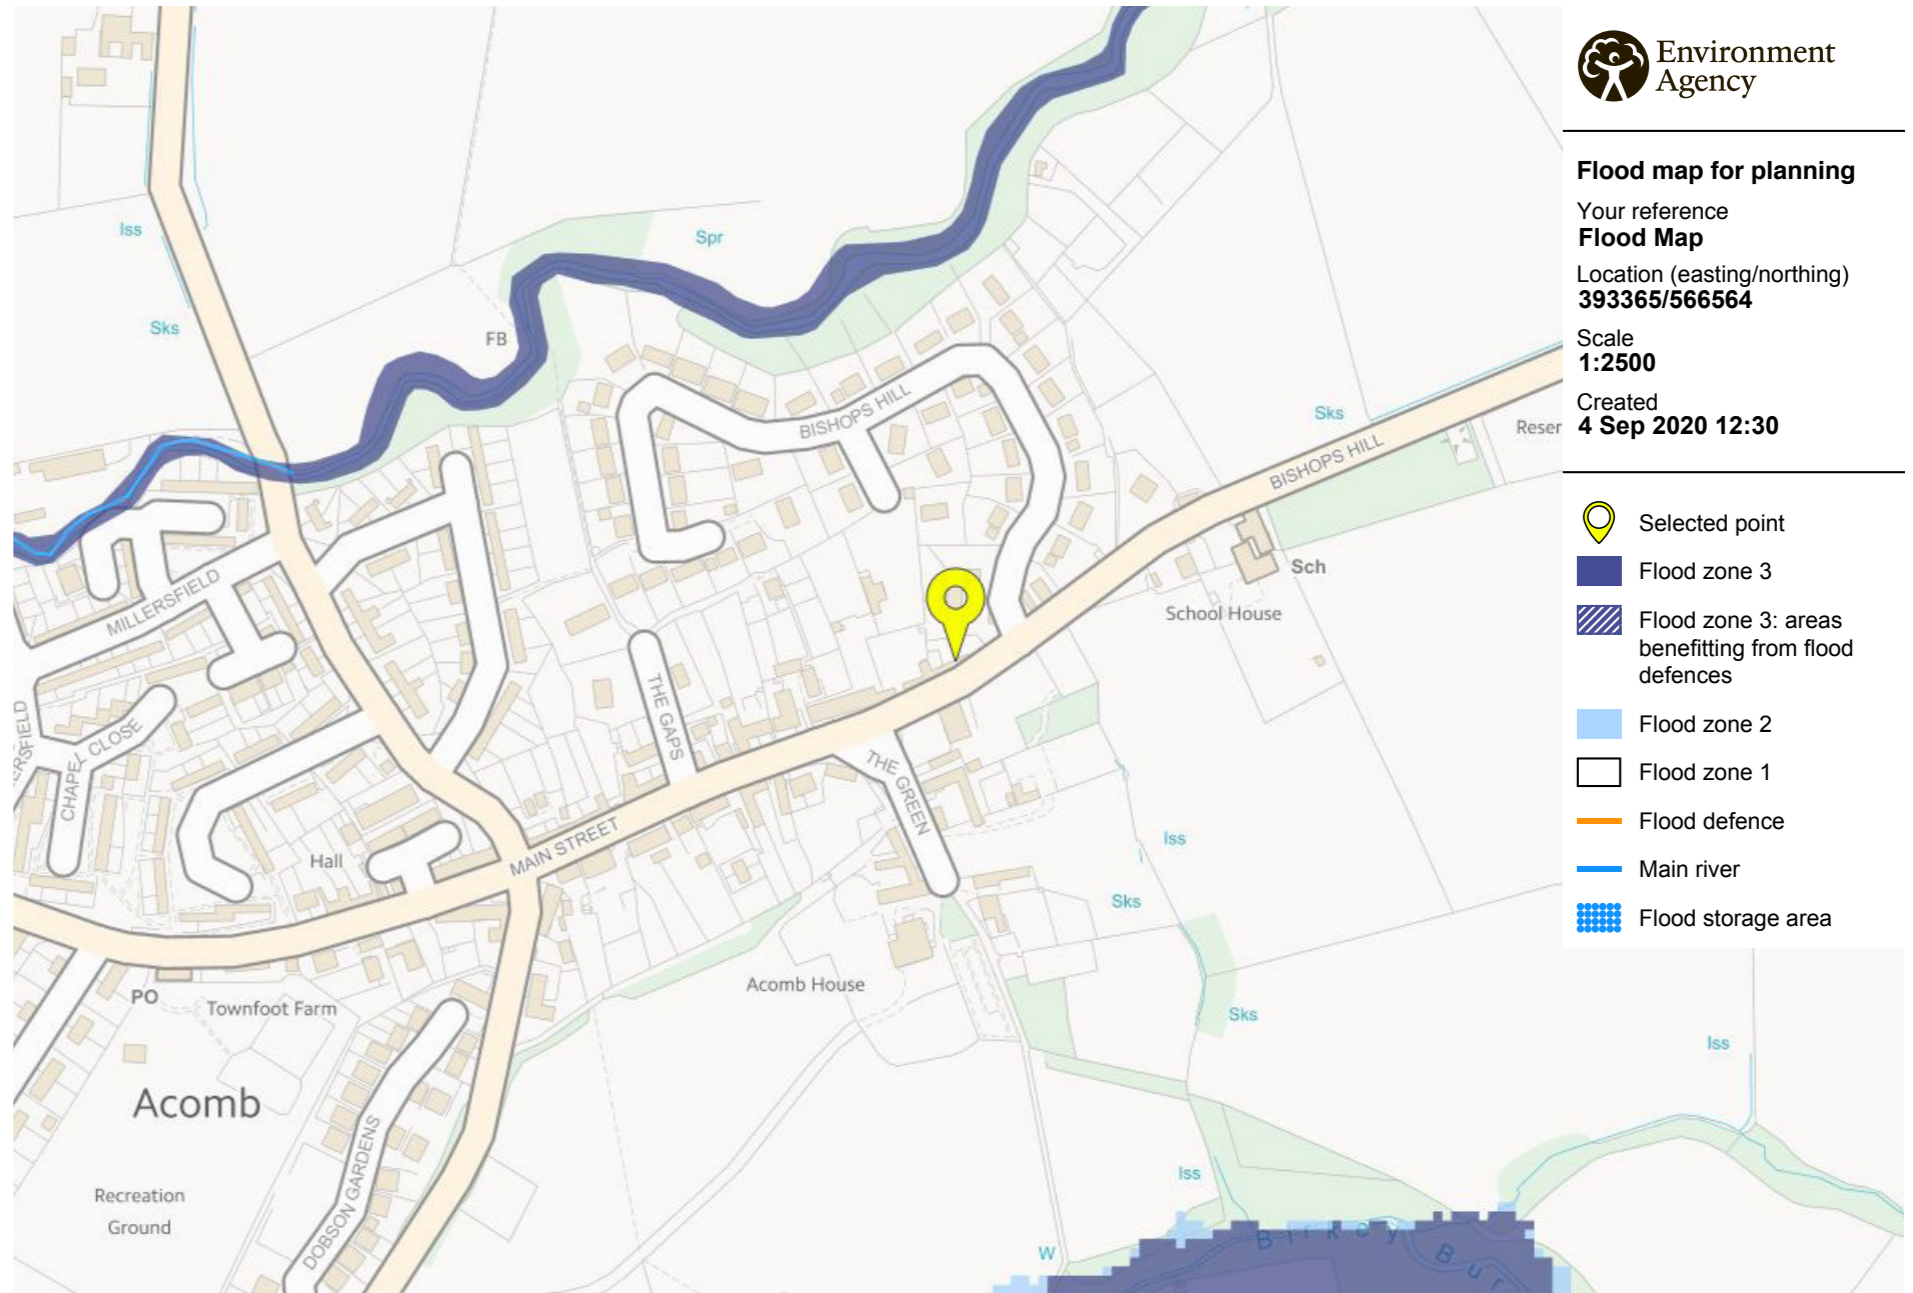 Environment
Agency
Flood map for planning
Your reference
Flood Map
Location (easting/northing)
393365/566564
Scale
1:2500
Created
4 Sep 2020 12:30
Selected point
Flood zone 3
Flood zone 3: areas
benefitting from flood
defences
Flood zone 2
Flood zone 1
Flood defence
Main river
Flood storage area
Iss
Spr
Sks
FB
BISHOPS HILL
Sks
BISHOPS HILL
Reser
MILLERSFIELD
Sch
School House
ERSFIELD
CHAPEL CLOSE
THE GAPS
THE GREEN
MAIN STREET
Hall
Iss
Sks
Acomb House
PO
Townfoot Farm
Sks
Iss
Acomb
DOBSON GARDENS
Recreation
Ground
Iss
W
Birkey Bur